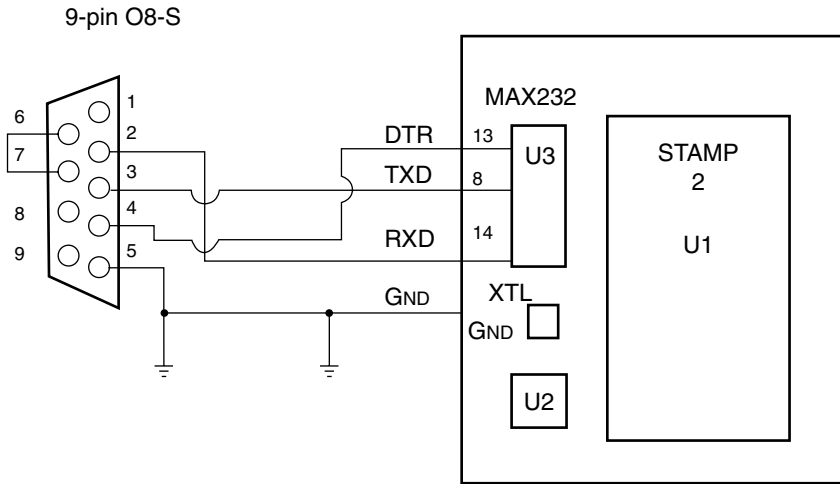 9-pin O8-S
1
2
3
4
5
6
7
8
9
DTR
TXD
RXD
GND
MAX232
13
8
14
U3
XTL
GND
U2
STAMP
2
U1